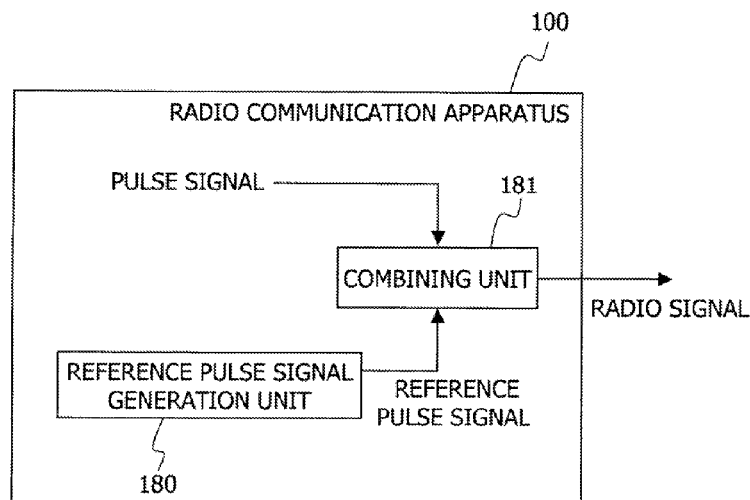 100
RADIO COMMUNICATION APPARATUS
PULSE SIGNAL
181
COMBINING UNIT
RADIO SIGNAL
REFERENCE PULSE SIGNAL
GENERATION UNIT
REFERENCE
PULSE SIGNAL
180